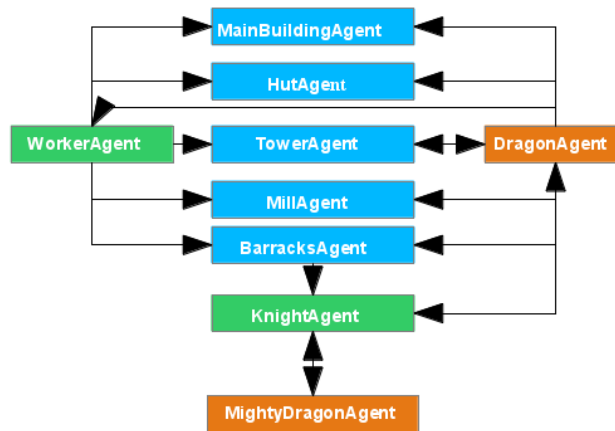 MainBuildingAgent
HutAgent
WorkerAgent
TowerAgent
DragonAgent
MillAgent
BarracksAgent
KnightAgent
MightyDragonAgent